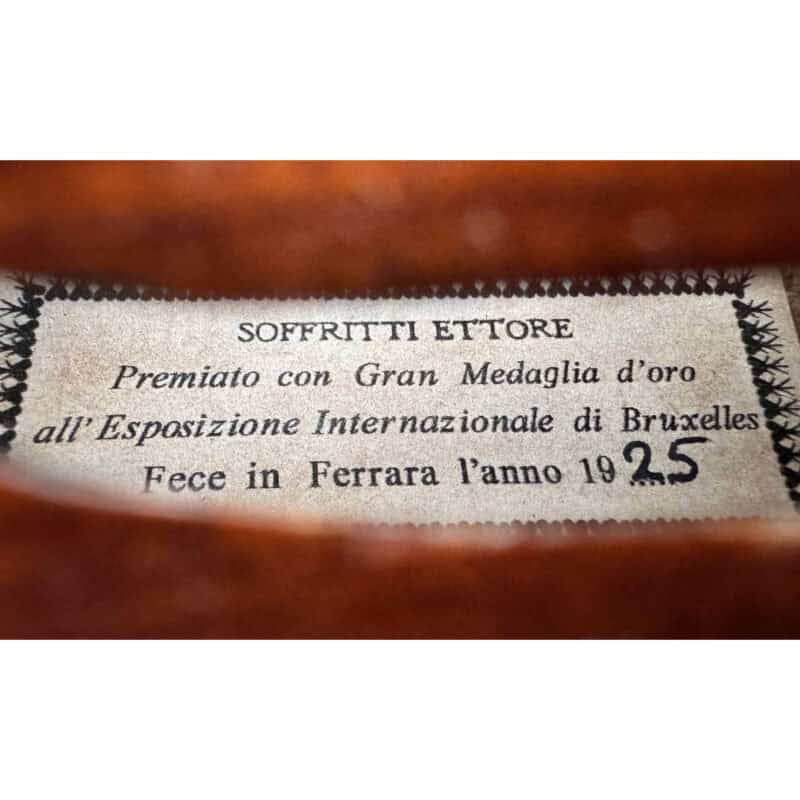 SOFFRITTI ETTORE
Premiato con Gran Medaglia d'oro
all'Esposizione Internazionale di Bruxelles
Fece in Ferrara l'anno 1925